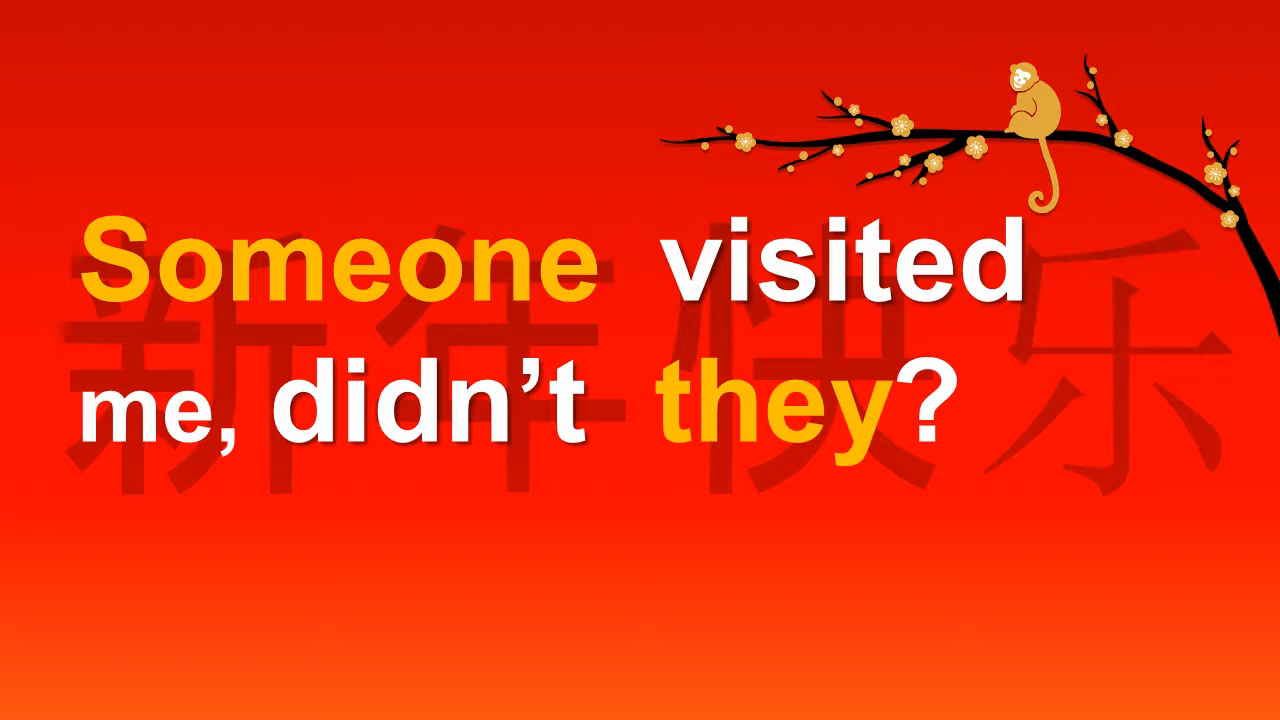 新年快乐
Someone visited
me, didn’t they?